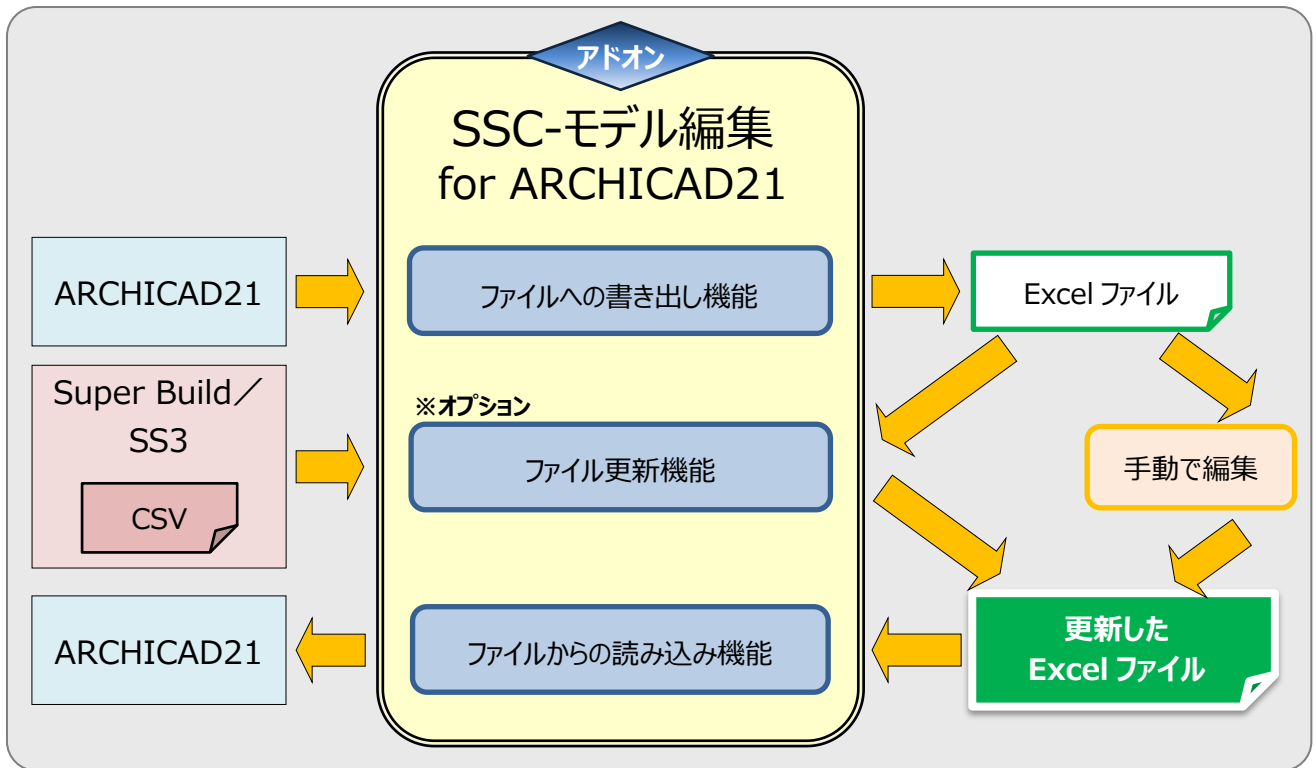 アドオン
SSC-モデル編集
for ARCHICAD21
ARCHICAD21
ファイルへの書き出し機能
Excel ファイル
Super Build／
SS3
CSV
※オプション
ファイル更新機能
手動で編集
ARCHICAD21
ファイルからの読み込み機能
更新した
Excel ファイル